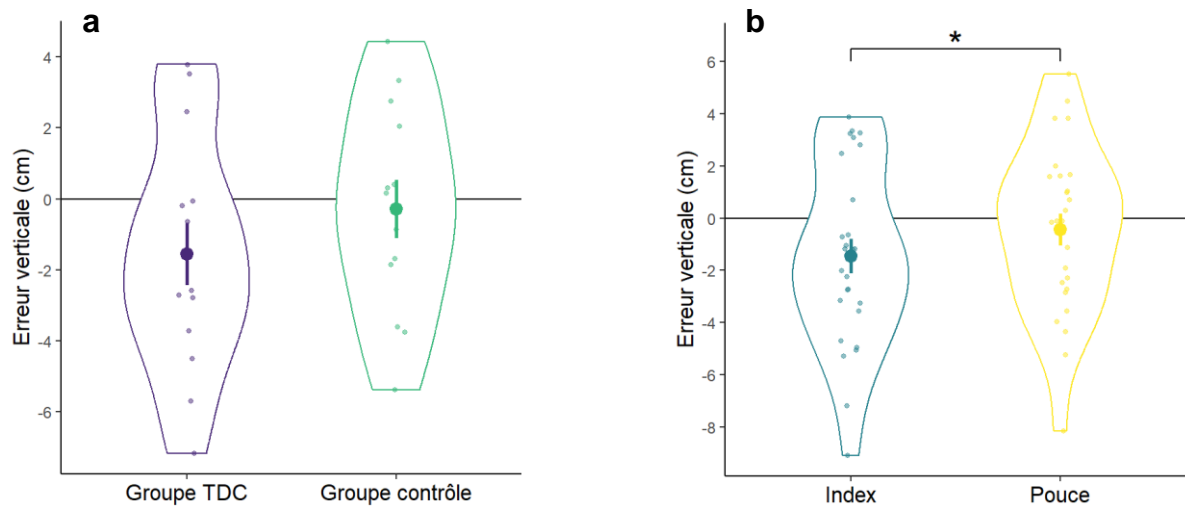 a
Erreur verticale (cm)
4
2
0
-2
-4
-6
Groupe TDC Groupe contrôle
b
Erreur verticale (cm)
6
4
2
0
-2
-4
-6
-8
*
Index Pouce